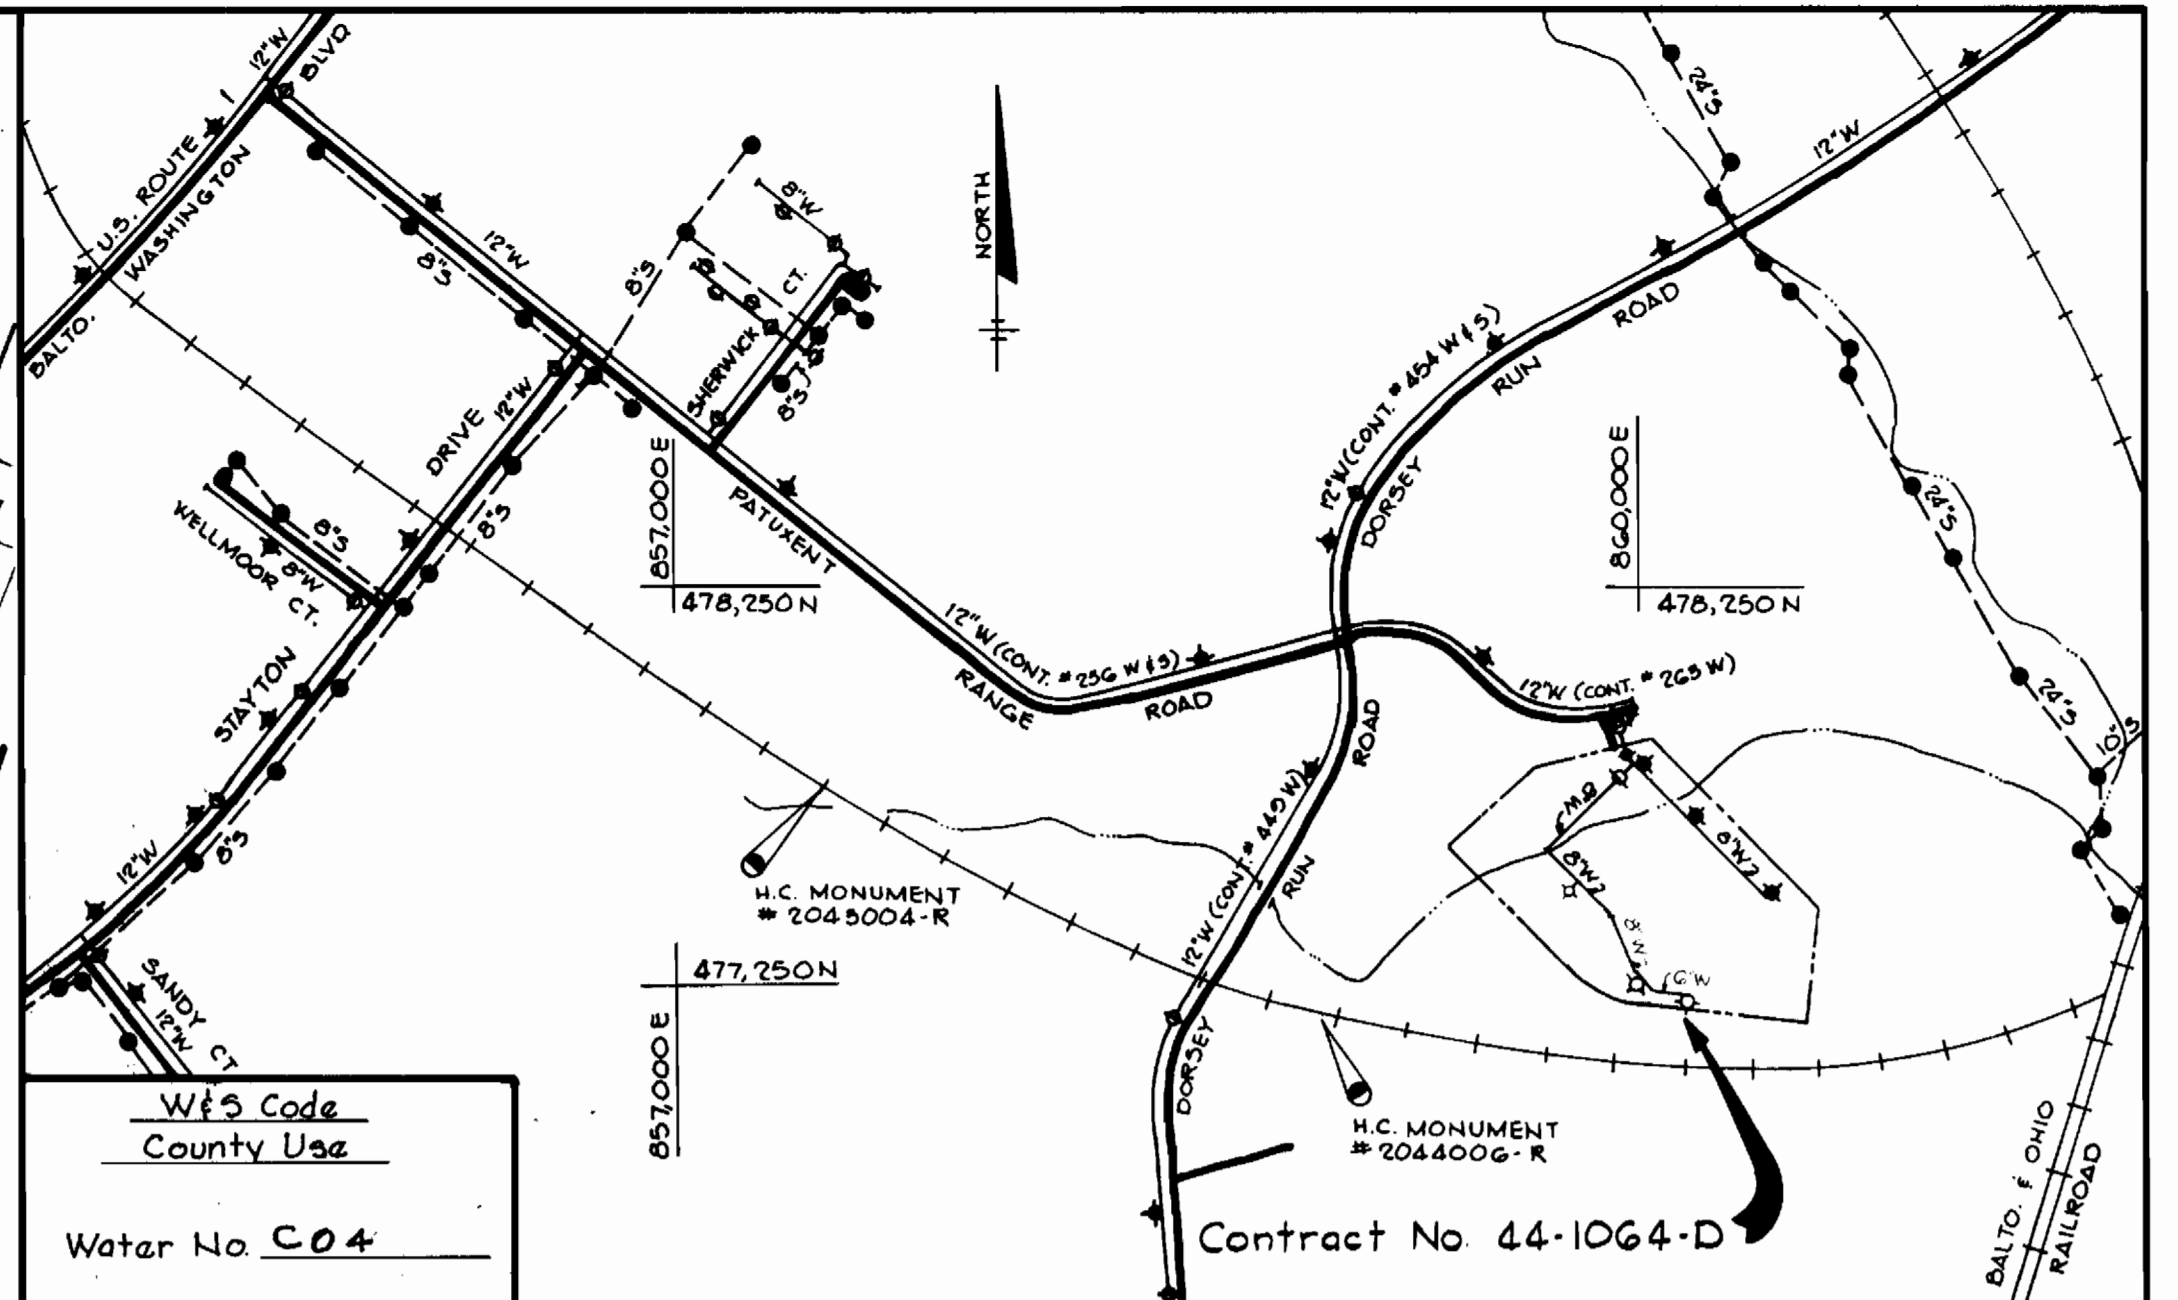 12"W
BLVD
U.S. ROUTE 1
BALTO. WASHINGTON
8"S
12"W
8"S
8"W
SHERWICK CT.
8"S
NORTH
24"S
12"W
DORSEY RUN ROAD
12"W (CONT. # 454 W & S)
STAYTON DRIVE
12"W
8"S
8"S
8"W
WELLMOOR CT.
857,000 E
478,250 N
860,000 E
478,250 N
PATUXENT RANGE ROAD
12"W (CONT. # 256 W & S)
12"W (CONT. # 265 W)
24"S
24"S
10"S
12"W
8"S
SANDY CT
12"W
H.C. MONUMENT
# 2045004-R
477,250 N
857,000 E
12"W (CONT. # 449 W)
DORSEY RUN ROAD
8"W
8"W
8"W
8"W
6"W
H.C. MONUMENT
# 2044006-R
BALTO. & OHIO
RAILROAD
Contract No. 44-1064-D
W&S Code
County Use
Water No. C04